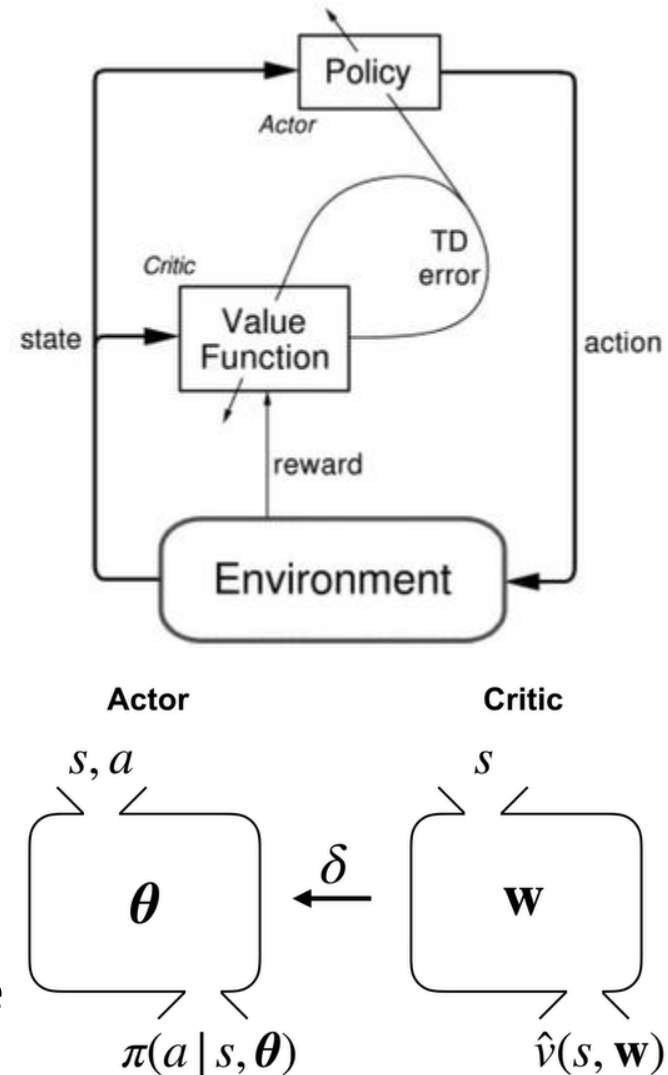 Policy
Actor
TD
error
Critic
Value
Function
state
action
reward
Environment
Actor
Critic
s, a
s
δ
θ
w
π(a | s, θ)
v̂(s, w)